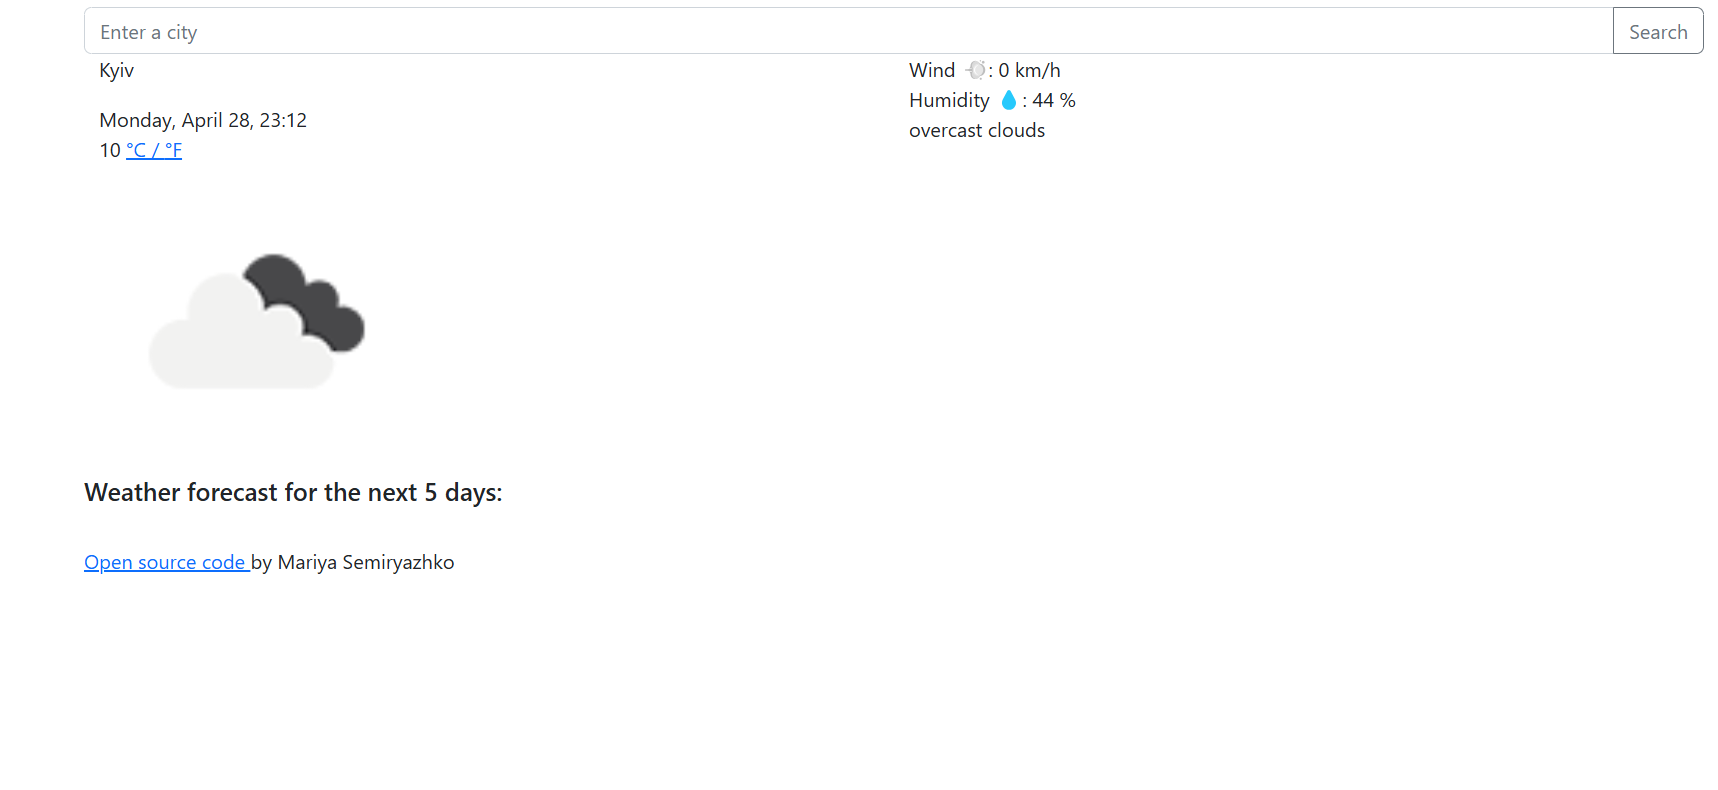 Enter a city
Search
Kyiv
Monday, April 28, 23:12
10 °C / °F
Wind 🌬️: 0 km/h
Humidity 💧: 44 %
overcast clouds
Weather forecast for the next 5 days:
Open source code by Mariya Semiryazhko